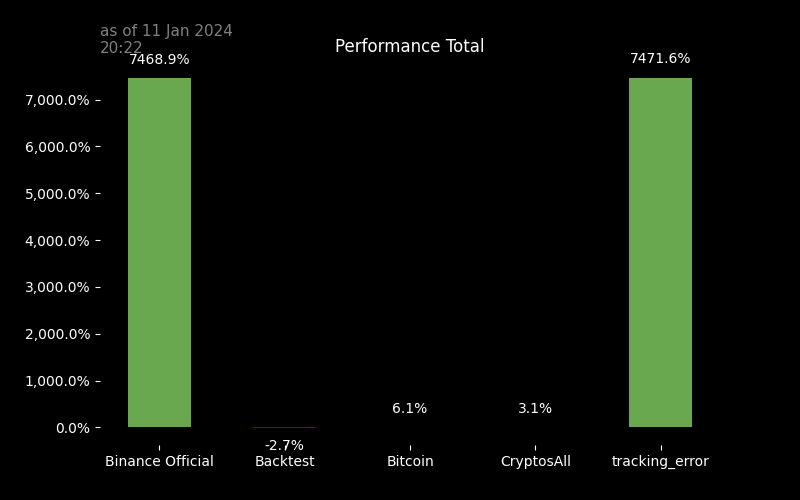 as of 11 Jan 2024
20:22
Performance Total
7468.9%
7471.6%
7,000.0%
6,000.0%
5,000.0%
4,000.0%
3,000.0%
2,000.0%
1,000.0%
6.1%
3.1%
0.0%
-2.7%
Binance Official
Backtest
Bitcoin
CryptosAll
tracking_error